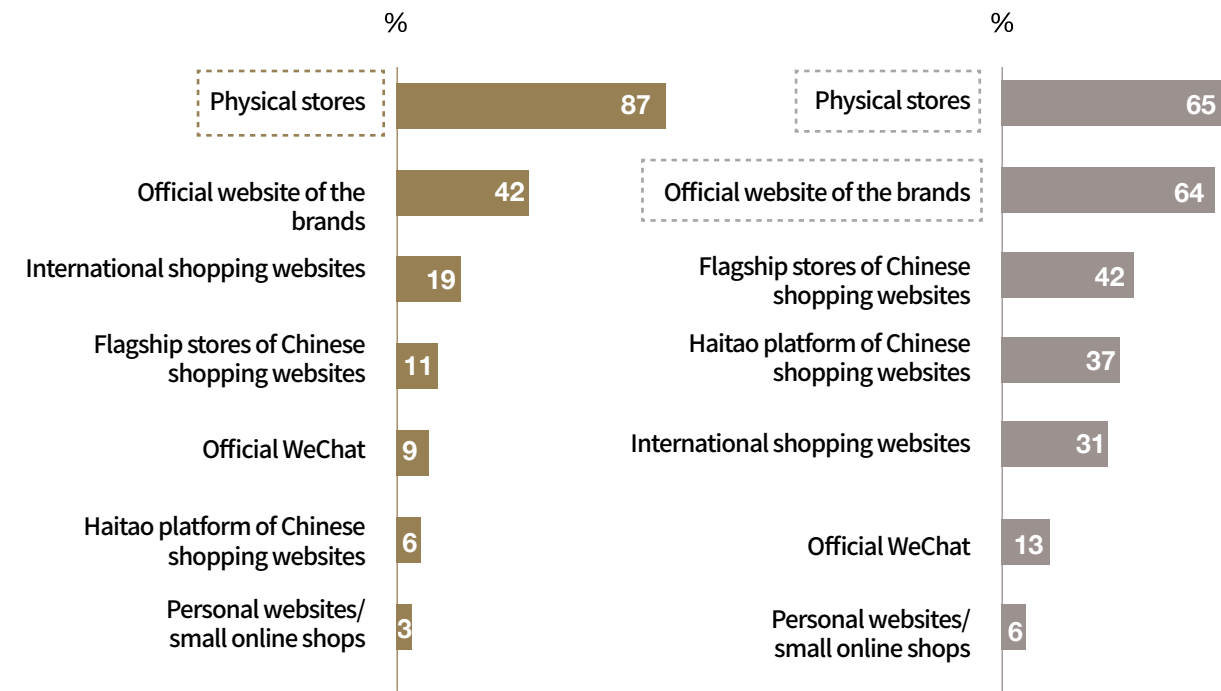 %
Physical stores
87
Official website of the
brands
42
International shopping websites
19
Flagship stores of Chinese
shopping websites
11
Official WeChat
9
Haitao platform of Chinese
shopping websites
6
Personal websites/
small online shops
3
%
Physical stores
65
Official website of the brands
64
Flagship stores of Chinese
shopping websites
42
Haitao platform of Chinese
shopping websites
37
International shopping websites
31
Official WeChat
13
Personal websites/
small online shops
6